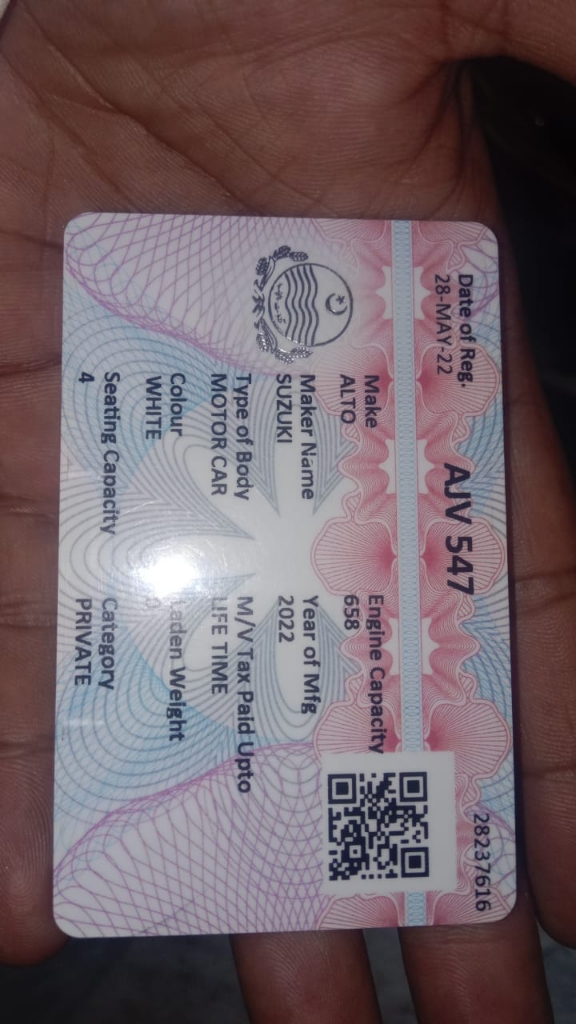 Date of Reg.
28-MAY-22
AJV 547
28237616
Make
ALTO
Engine Capacity
658
Maker Name
SUZUKI
Year of Mfg
2022
Type of Body
MOTOR CAR
M/V Tax Paid Upto
LIFE TIME
Colour
WHITE
Laden Weight
0
Seating Capacity
4
Category
PRIVATE